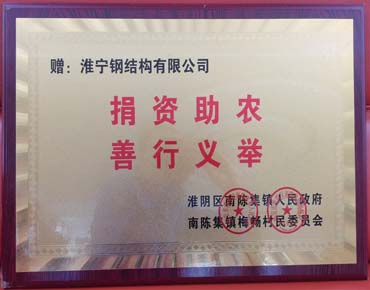 赠：淮宁钢结构有限公司
捐资助农
善行义举
淮阴区南陈集镇人民政府
南陈集镇梅畅村民委员会